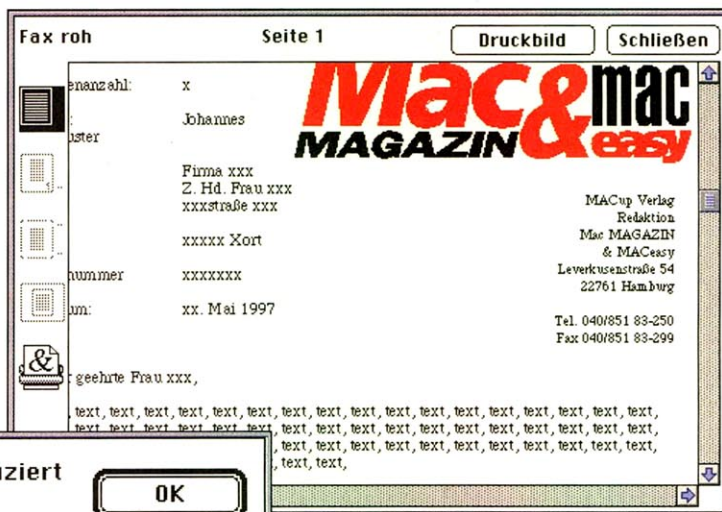 Fax roh Seite 1 Druckbild Schließen
enanzahl: x
Mac & mac
MAGAZIN easy
: Johannes
uster
Firma xxx
Z. Hd. Frau xxx
xxxstraße xxx
MACup Verlag
Redaktion
Mac MAGAZIN
& MACeasy
Leverkusenstraße 54
22761 Hamburg
xxxxx Xort
nummer xxxxxxx
um: xx. Mai 1997
Tel. 040/851 83-250
Fax 040/851 83-299
&
geehrte Frau xxx,
text, text, text, text, text, text, text, text, text, text, text, text, text, text, text, text, text,
text, text, text, text, text, text, text, text, text, text, text, text, text, text, text, text, text,
, text, text, text, text, text, text, text, text, text, text, text,
, text, text,
uziert
OK